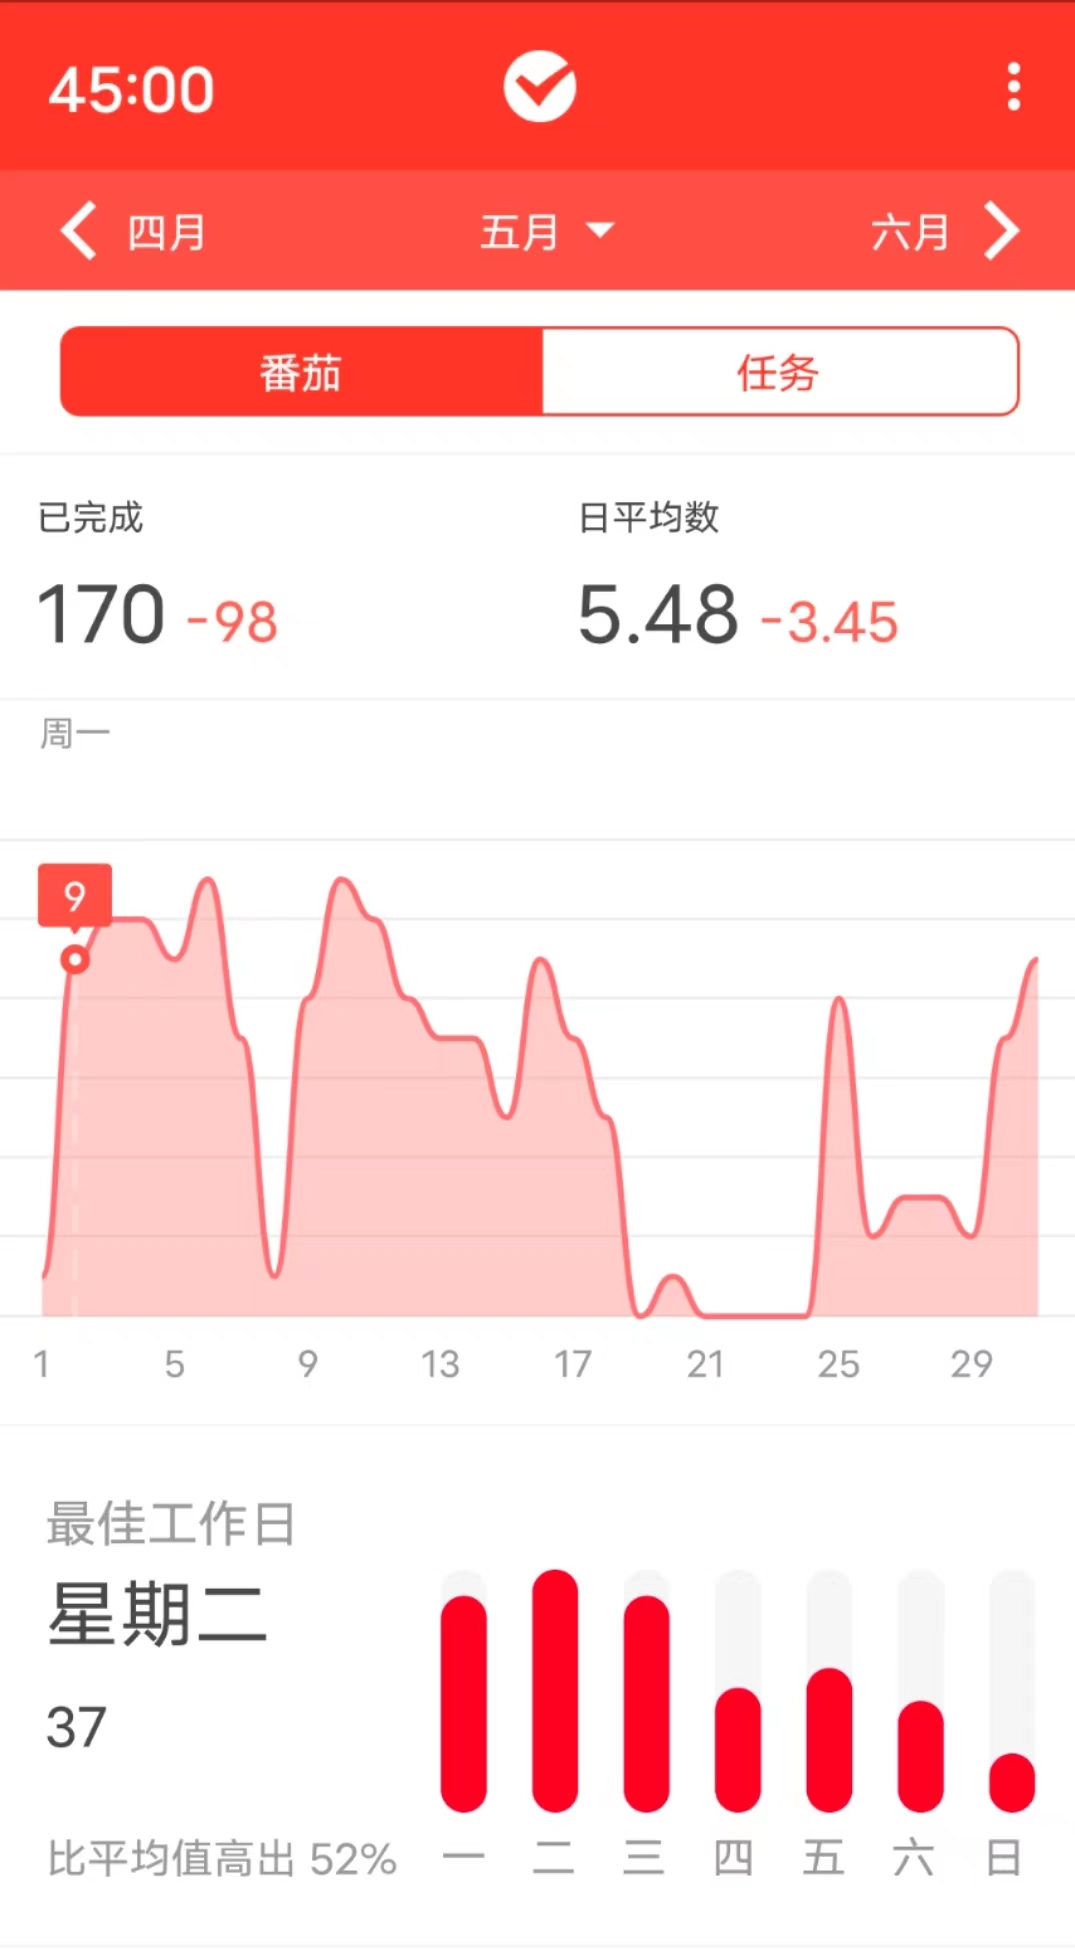 45:00
四月 五月 六月
番茄 任务
已完成 日平均数
170 -98 5.48 -3.45
周一
9
1 5 9 13 17 21 25 29
最佳工作日
星期二
37
比平均值高出 52% 一 二 三 四 五 六 日